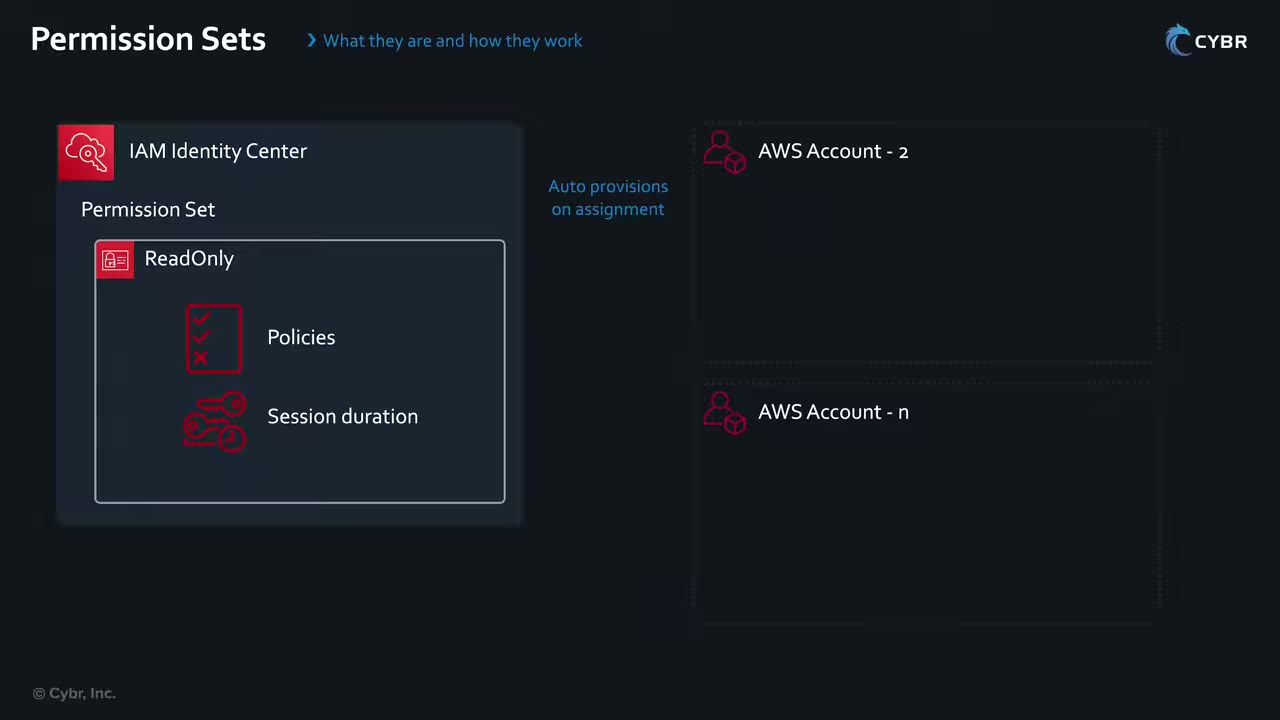 Permission Sets
❯ What they are and how they work
CYBR
IAM Identity Center
Permission Set
ReadOnly
Policies
Session duration
Auto provisions
on assignment
AWS Account - 2
AWS Account - n
© Cybr, Inc.